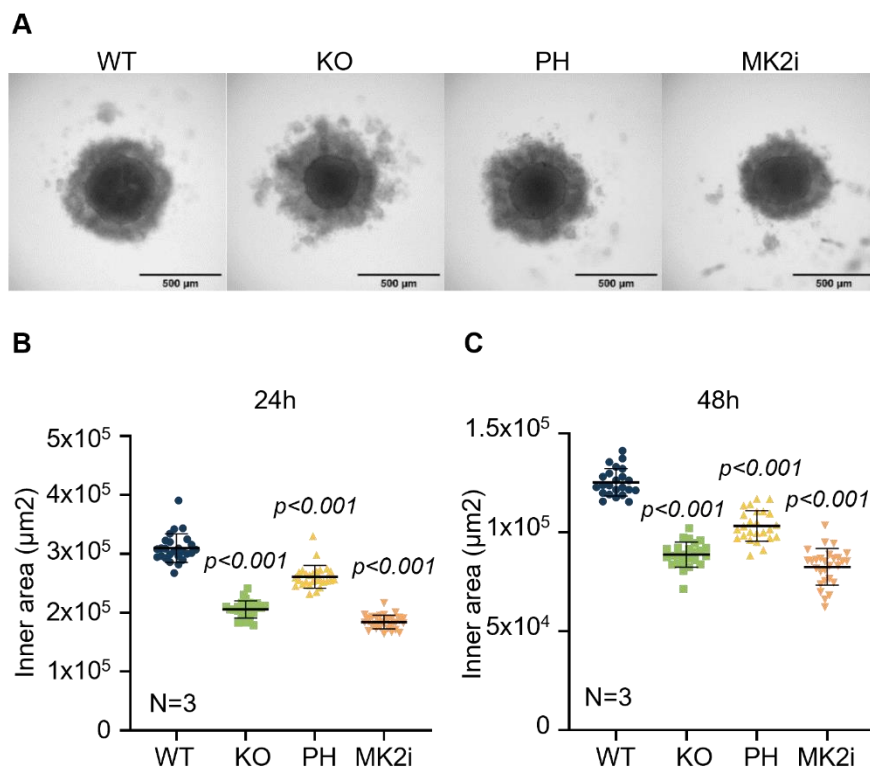 A
WT KO PH MK2i
500 µm 500 µm 500 µm 500 µm
B
C
24h
48h
Inner area (µm2)
5x10⁵
4x10⁵
3x10⁵
2x10⁵
1x10⁵
0
p<0.001
p<0.001
p<0.001
N=3
WT KO PH MK2i
Inner area (µm2)
1.5x10⁵
1x10⁵
5x10⁴
0
p<0.001
p<0.001
p<0.001
N=3
WT KO PH MK2i